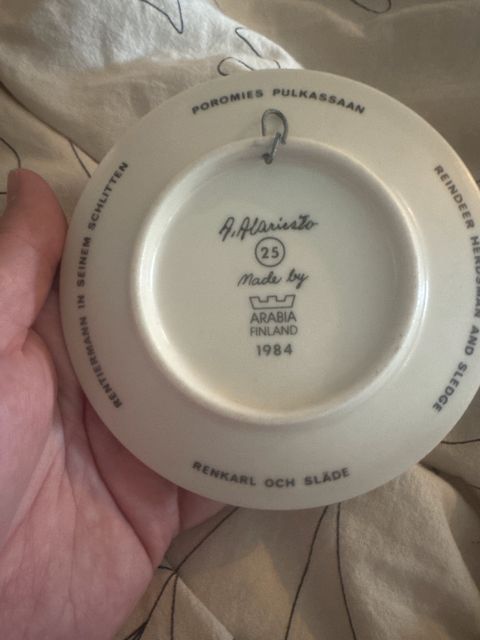 POROMIES PULKASSAAN
REINDEER HERDSMAN AND SLEDGE
RENKARL OCH SLÄDE
RENTIERMANN IN SEINEM SCHLITTEN
A. Alariesto
25
Made by
ARABIA
FINLAND
1984